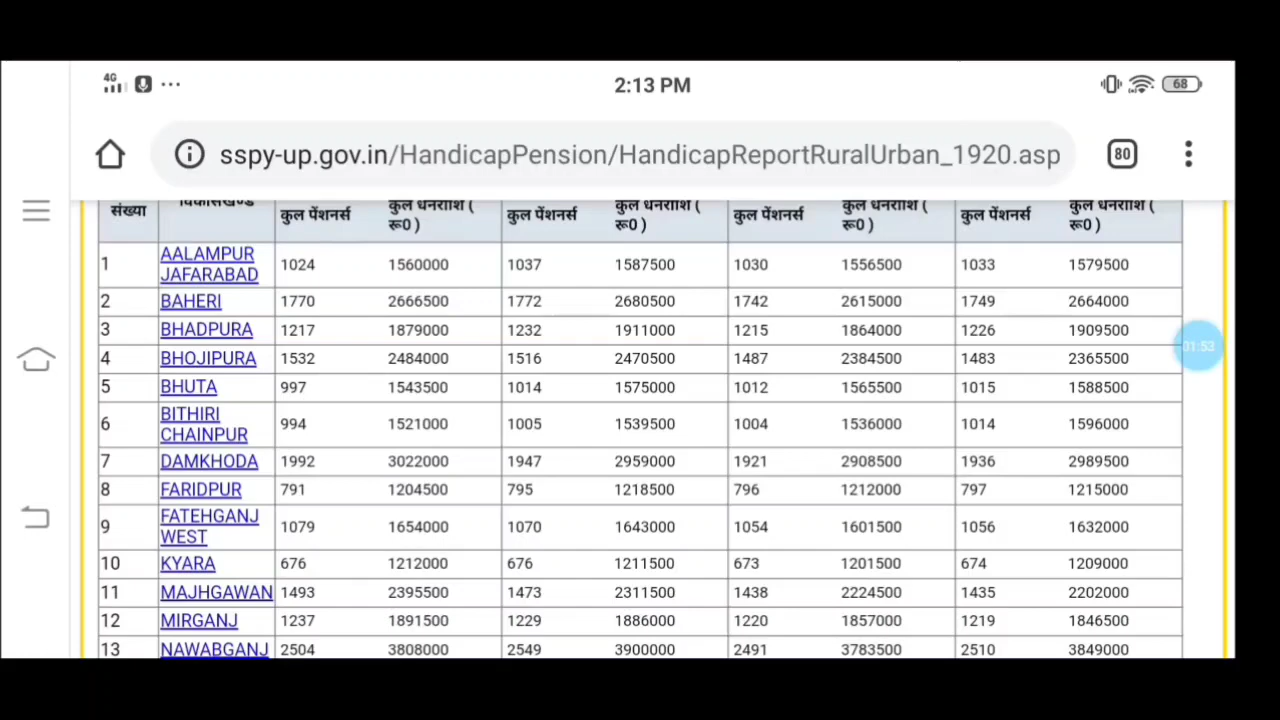 4G ... 2:13 PM 68
sspy-up.gov.in/HandicapPension/HandicapReportRuralUrban_1920.asp 80
संख्या विकासखण्ड कुल पेंशनर्स कुल धनराशि ( रू0 ) कुल पेंशनर्स कुल धनराशि ( रू0 ) कुल पेंशनर्स कुल धनराशि ( रू0 ) कुल पेंशनर्स कुल धनराशि ( रू0 )
1 AALAMPUR JAFARABAD 1024 1560000 1037 1587500 1030 1556500 1033 1579500
2 BAHERI 1770 2666500 1772 2680500 1742 2615000 1749 2664000
3 BHADPURA 1217 1879000 1232 1911000 1215 1864000 1226 1909500
4 BHOJIPURA 1532 2484000 1516 2470500 1487 2384500 1483 2365500
01:53
5 BHUTA 997 1543500 1014 1575000 1012 1565500 1015 1588500
6 BITHIRI CHAINPUR 994 1521000 1005 1539500 1004 1536000 1014 1596000
7 DAMKHODA 1992 3022000 1947 2959000 1921 2908500 1936 2989500
8 FARIDPUR 791 1204500 795 1218500 796 1212000 797 1215000
9 FATEHGANJ WEST 1079 1654000 1070 1643000 1054 1601500 1056 1632000
10 KYARA 676 1212000 676 1211500 673 1201500 674 1209000
11 MAJHGAWAN 1493 2395500 1473 2311500 1438 2224500 1435 2202000
12 MIRGANJ 1237 1891500 1229 1886000 1220 1857000 1219 1846500
13 NAWABGANJ 2504 3808000 2549 3900000 2491 3783500 2510 3849000